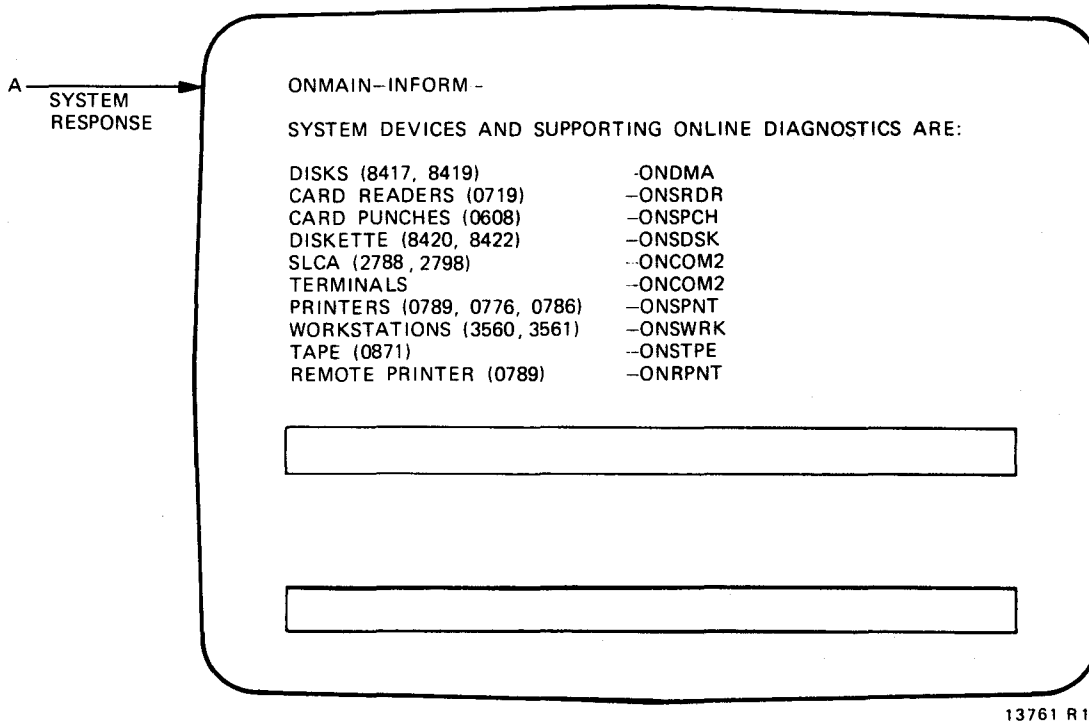 A
SYSTEM
RESPONSE
ONMAIN-INFORM -
SYSTEM DEVICES AND SUPPORTING ONLINE DIAGNOSTICS ARE:
DISKS (8417, 8419) -ONDMA
CARD READERS (0719) -ONSRDR
CARD PUNCHES (0608) -ONSPCH
DISKETTE (8420, 8422) -ONSDSK
SLCA (2788, 2798) -ONCOM2
TERMINALS -ONCOM2
PRINTERS (0789, 0776, 0786) -ONSPNT
WORKSTATIONS (3560, 3561) -ONSWRK
TAPE (0871) -ONSTPE
REMOTE PRINTER (0789) -ONRPNT
13761 R1